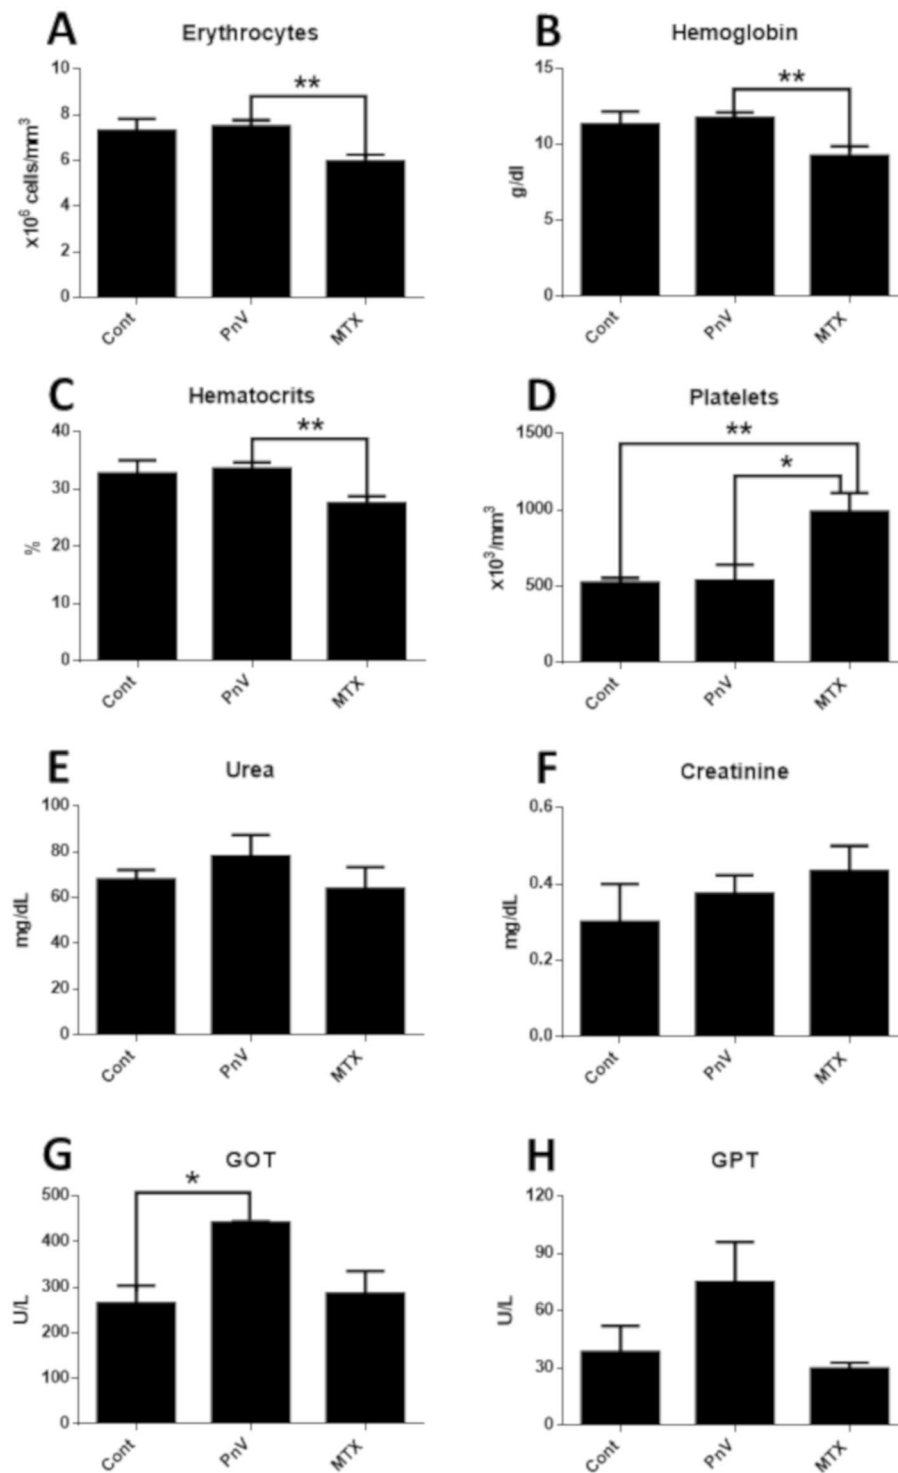 A Erythrocytes
**
x10⁶ cells/mm³
10
8
6
4
2
0
Cont PnV MTX
B Hemoglobin
**
g/dl
15
10
5
0
Cont PnV MTX
C Hematocrits
**
%
40
30
20
10
0
Cont PnV MTX
D Platelets
**
*
x10³/mm³
1500
1000
500
0
Cont PnV MTX
E Urea
mg/dL
100
80
60
40
20
0
Cont PnV MTX
F Creatinine
mg/dL
0.6
0.4
0.2
0.0
Cont PnV MTX
G GOT
*
U/L
500
400
300
200
100
0
Cont PnV MTX
H GPT
U/L
120
90
60
30
0
Cont PnV MTX